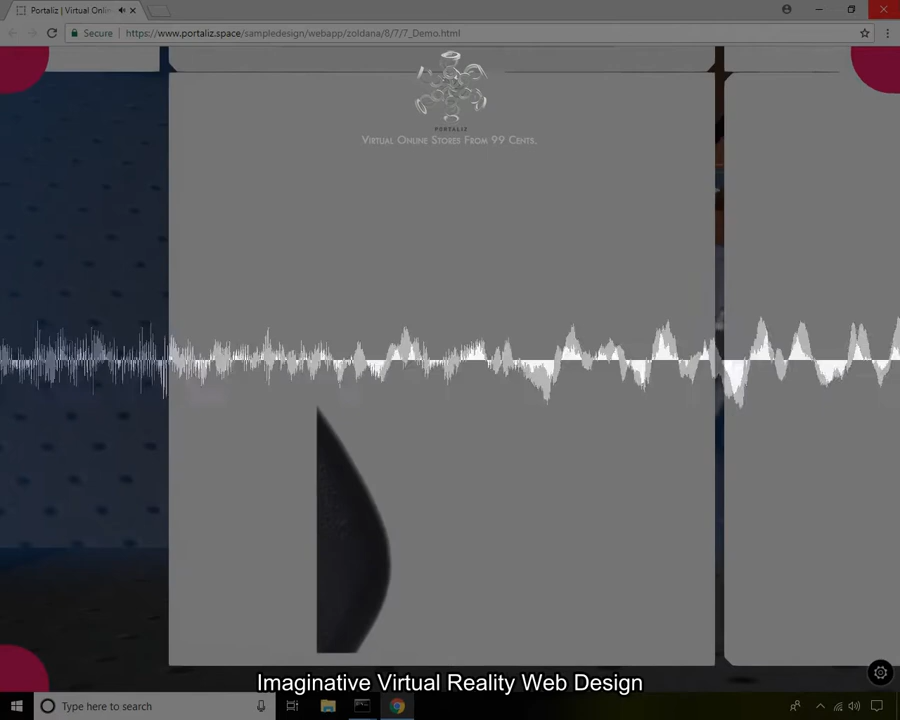 Portaliz | Virtual Onlin
Secure
https://www.portaliz.space/sampledesign/webapp/zoldana/8/7/7_Demo.html
PORTALIZ
Virtual Online Stores From 99 Cents.
Imaginative Virtual Reality Web Design
Type here to search